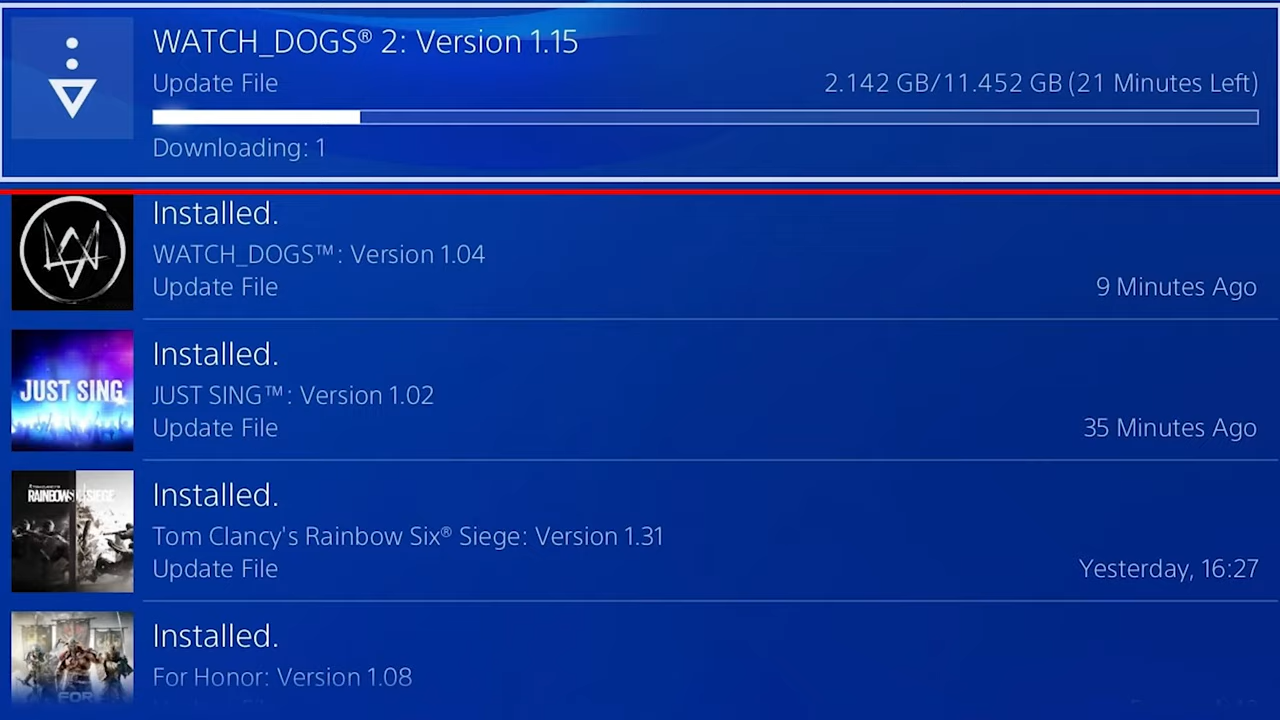 WATCH_DOGS® 2: Version 1.15
Update File
2.142 GB/11.452 GB (21 Minutes Left)
Downloading: 1
Installed.
WATCH_DOGS™: Version 1.04
Update File
9 Minutes Ago
JUST SING
Installed.
JUST SING™: Version 1.02
Update File
35 Minutes Ago
RAINBOW SIEGE
Installed.
Tom Clancy's Rainbow Six® Siege: Version 1.31
Update File
Yesterday, 16:27
FOR
Installed.
For Honor: Version 1.08